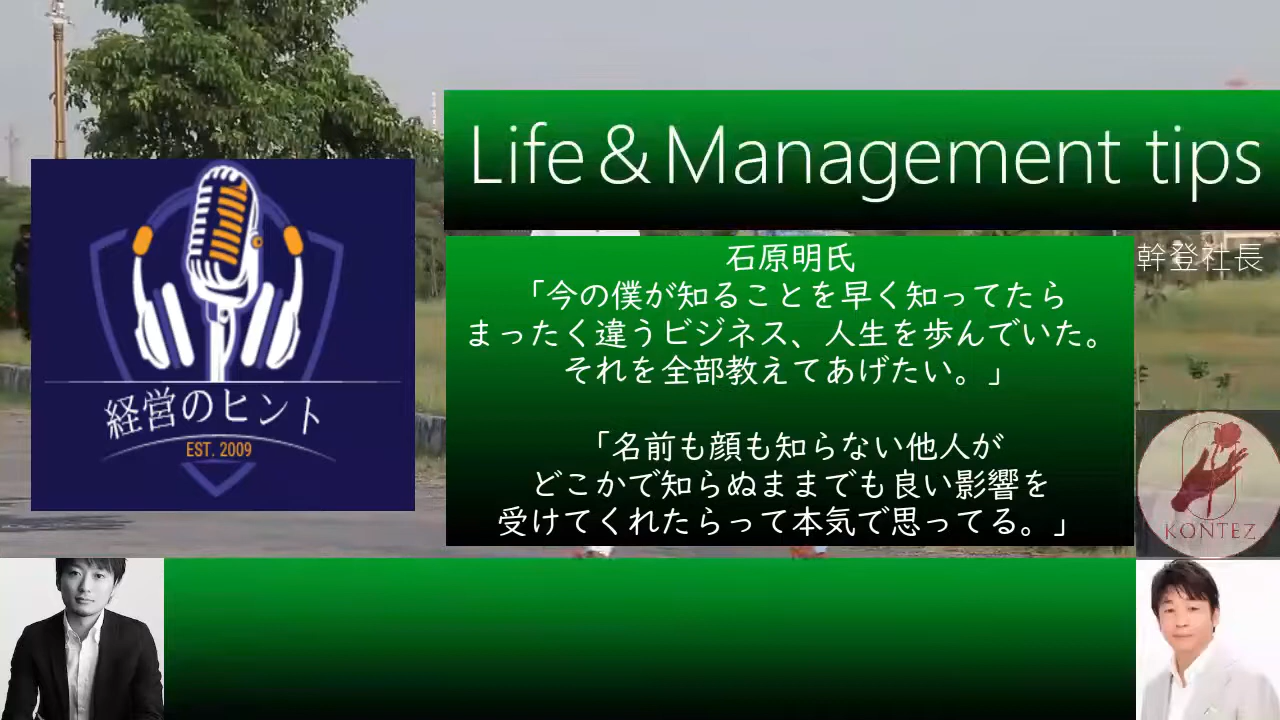 Life＆Management tips
石原明氏
「今の僕が知ることを早く知ってたら
まったく違うビジネス、人生を歩んでいた。
それを全部教えてあげたい。」
「名前も顔も知らない他人が
どこかで知らぬままでも良い影響を
受けてくれたらって本気で思ってる。」
幹登社長
経営のヒント
EST. 2009
KONTEZ